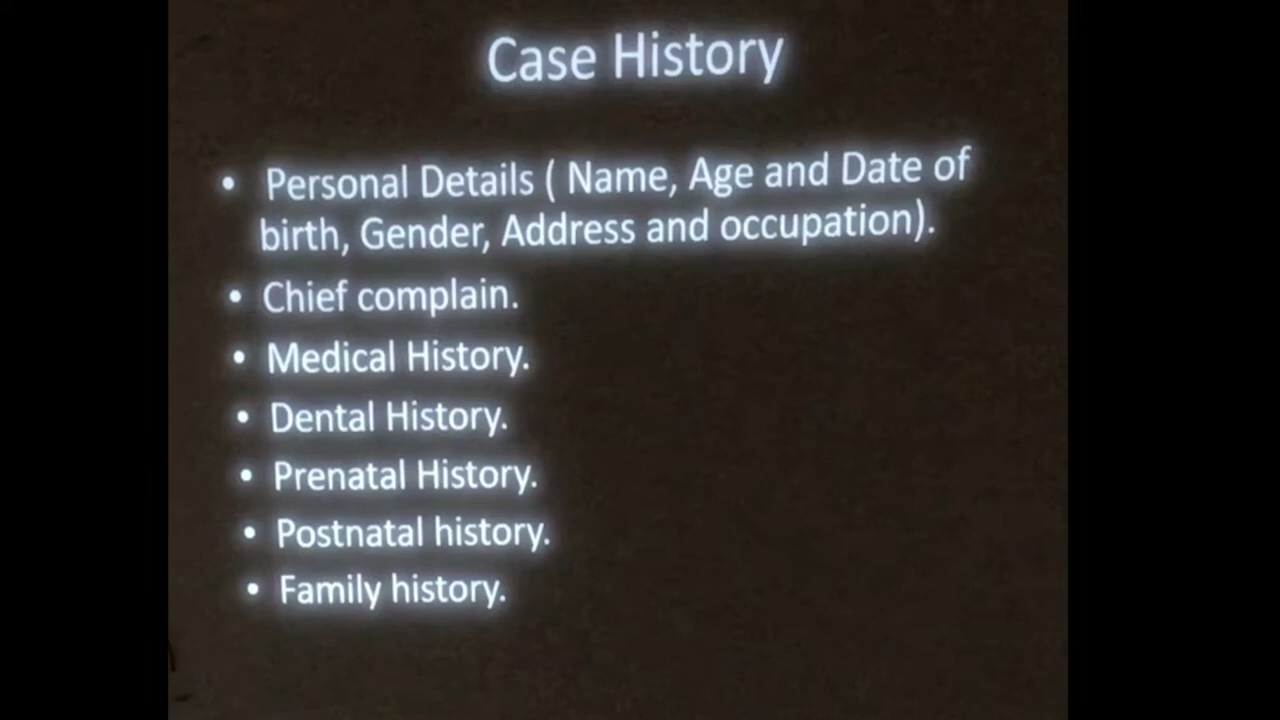 Case History
• Personal Details ( Name, Age and Date of
birth, Gender, Address and occupation).
• Chief complain.
• Medical History.
• Dental History.
• Prenatal History.
• Postnatal history.
• Family history.